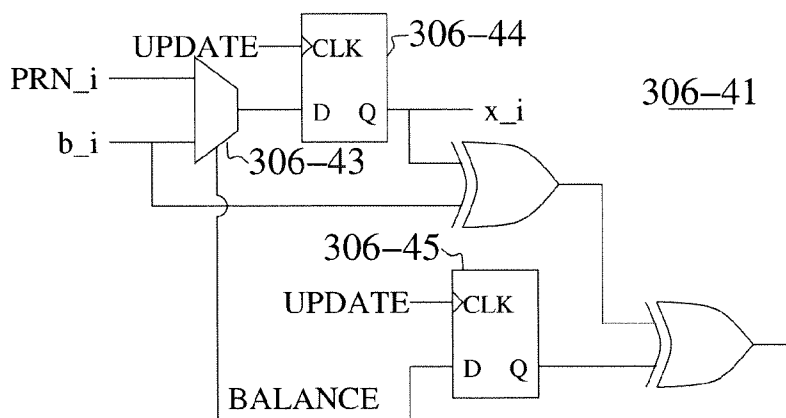 UPDATE
CLK
306-44
PRN_i
D Q
x_i
306-41
b_i
306-43
306-45
UPDATE
CLK
D Q
BALANCE